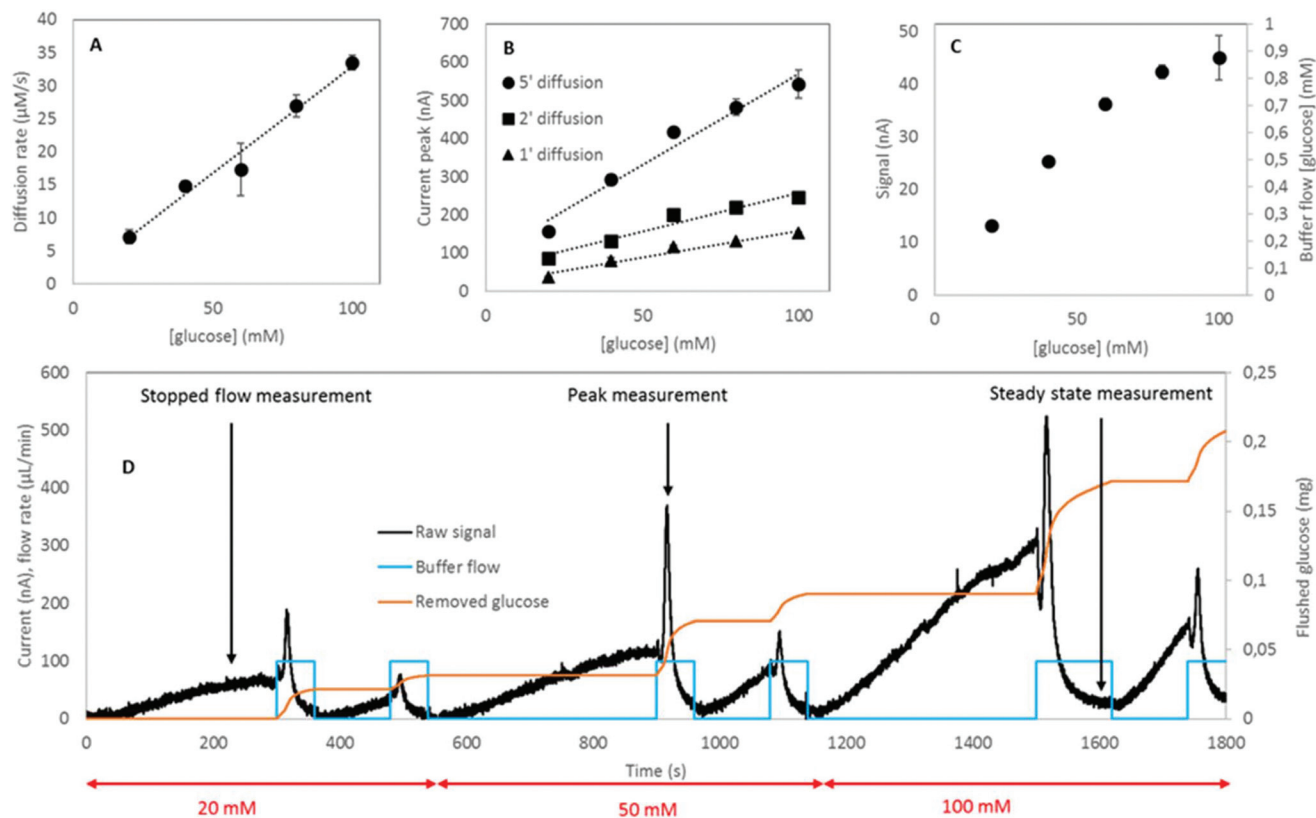 A
Diffusion rate (µM/s)
40
35
30
25
20
15
10
5
0
0
50
100
[glucose] (mM)
B
Current peak (nA)
700
600
500
400
300
200
100
0
5' diffusion
2' diffusion
1' diffusion
0
50
100
[glucose] (mM)
C
Signal (nA)
50
40
30
20
10
0
1
0,9
0,8
0,7
0,6
0,5
0,4
0,3
0,2
0,1
0
Buffer flow [glucose] (mM)
0
50
100
[glucose] (mM)
D
Current (nA), flow rate (µL/min)
600
500
400
300
200
100
0
Stopped flow measurement
Peak measurement
Steady state measurement
Raw signal
Buffer flow
Removed glucose
0,25
0,2
0,15
0,1
0,05
0
Flushed glucose (mg)
0
200
400
600
800
1000
1200
1400
1600
1800
Time (s)
20 mM
50 mM
100 mM